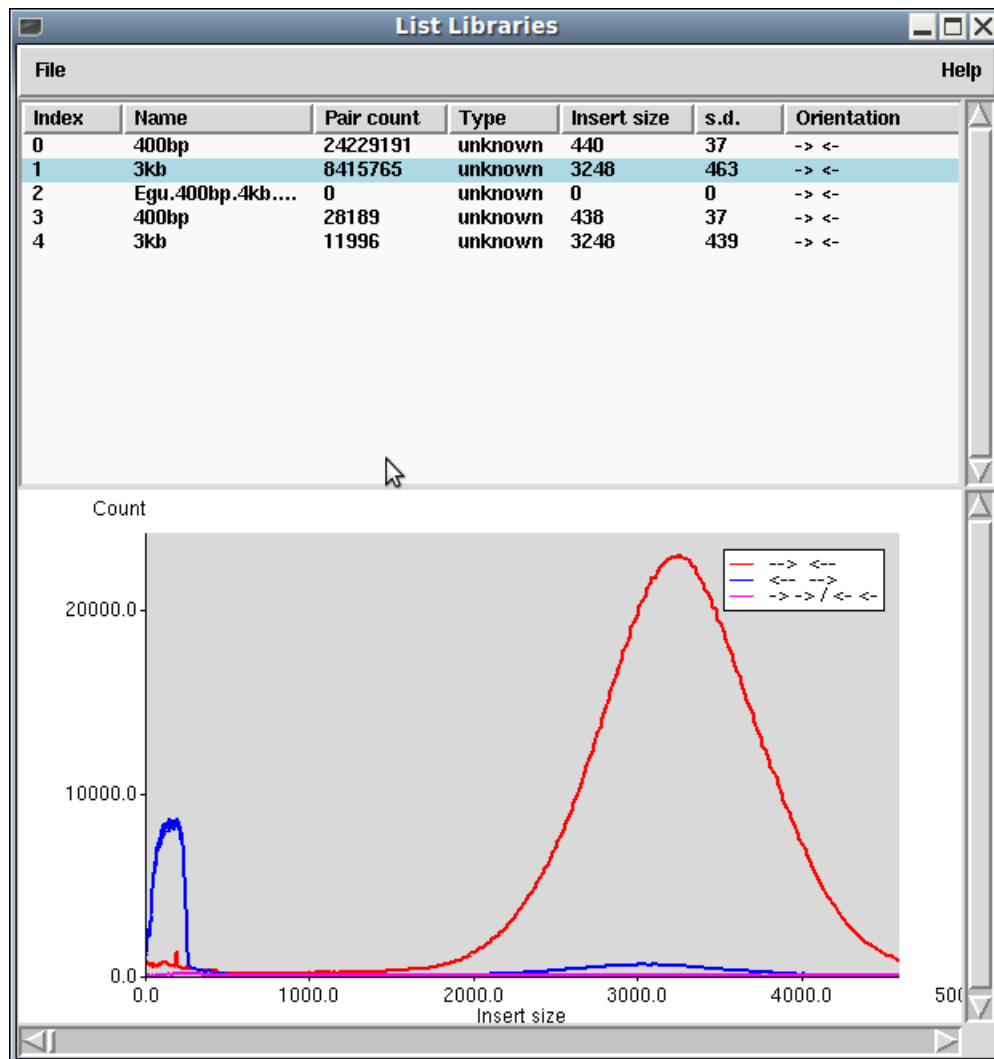 List Libraries
File Help
Index Name Pair count Type Insert size s.d. Orientation
0 400bp 24229191 unknown 440 37 -> <-
1 3kb 8415765 unknown 3248 463 -> <-
2 Egu.400bp.4kb.... 0 unknown 0 0 -> <-
3 400bp 28189 unknown 438 37 -> <-
4 3kb 11996 unknown 3248 439 -> <-
Count
--> <--
<-- -->
->->/<-<-
20000.0
10000.0
0.0
0.0 1000.0 2000.0 3000.0 4000.0 500
Insert size